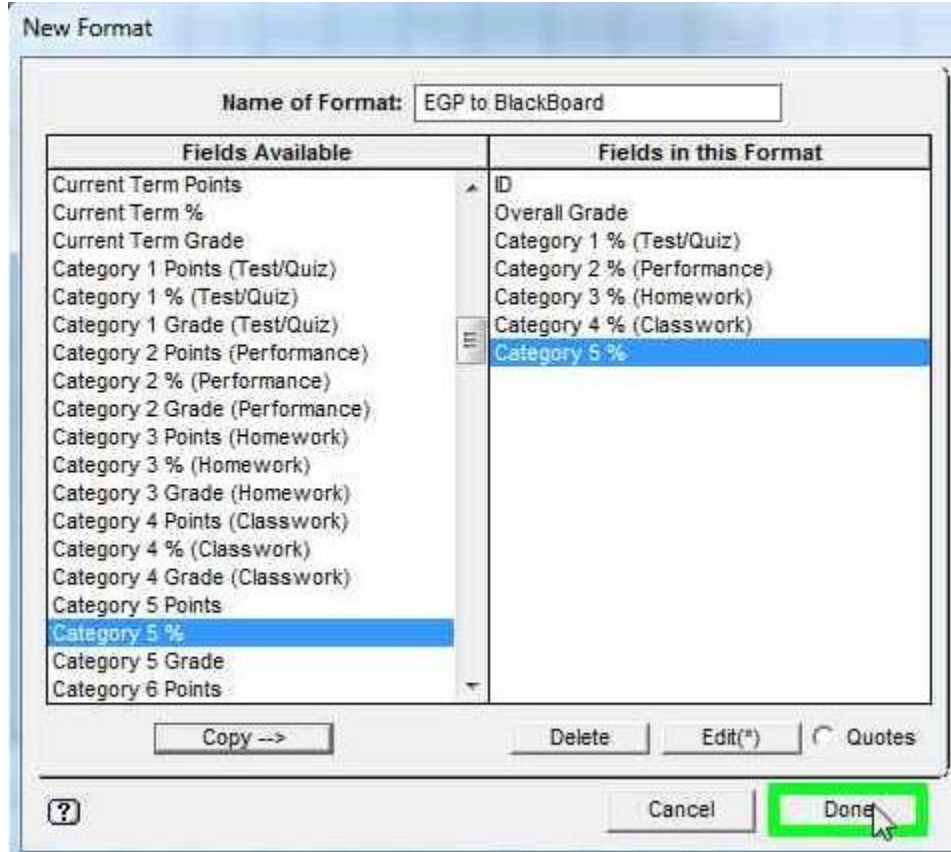 New Format
Name of Format: EGP to BlackBoard
Fields Available
Current Term Points
Current Term %
Current Term Grade
Category 1 Points (Test/Quiz)
Category 1 % (Test/Quiz)
Category 1 Grade (Test/Quiz)
Category 2 Points (Performance)
Category 2 % (Performance)
Category 2 Grade (Performance)
Category 3 Points (Homework)
Category 3 % (Homework)
Category 3 Grade (Homework)
Category 4 Points (Classwork)
Category 4 % (Classwork)
Category 4 Grade (Classwork)
Category 5 Points
Category 5 %
Category 5 Grade
Category 6 Points
Fields in this Format
ID
Overall Grade
Category 1 % (Test/Quiz)
Category 2 % (Performance)
Category 3 % (Homework)
Category 4 % (Classwork)
Category 5 %
Copy -->
Delete
Edit(*)
Quotes
?
Cancel
Done